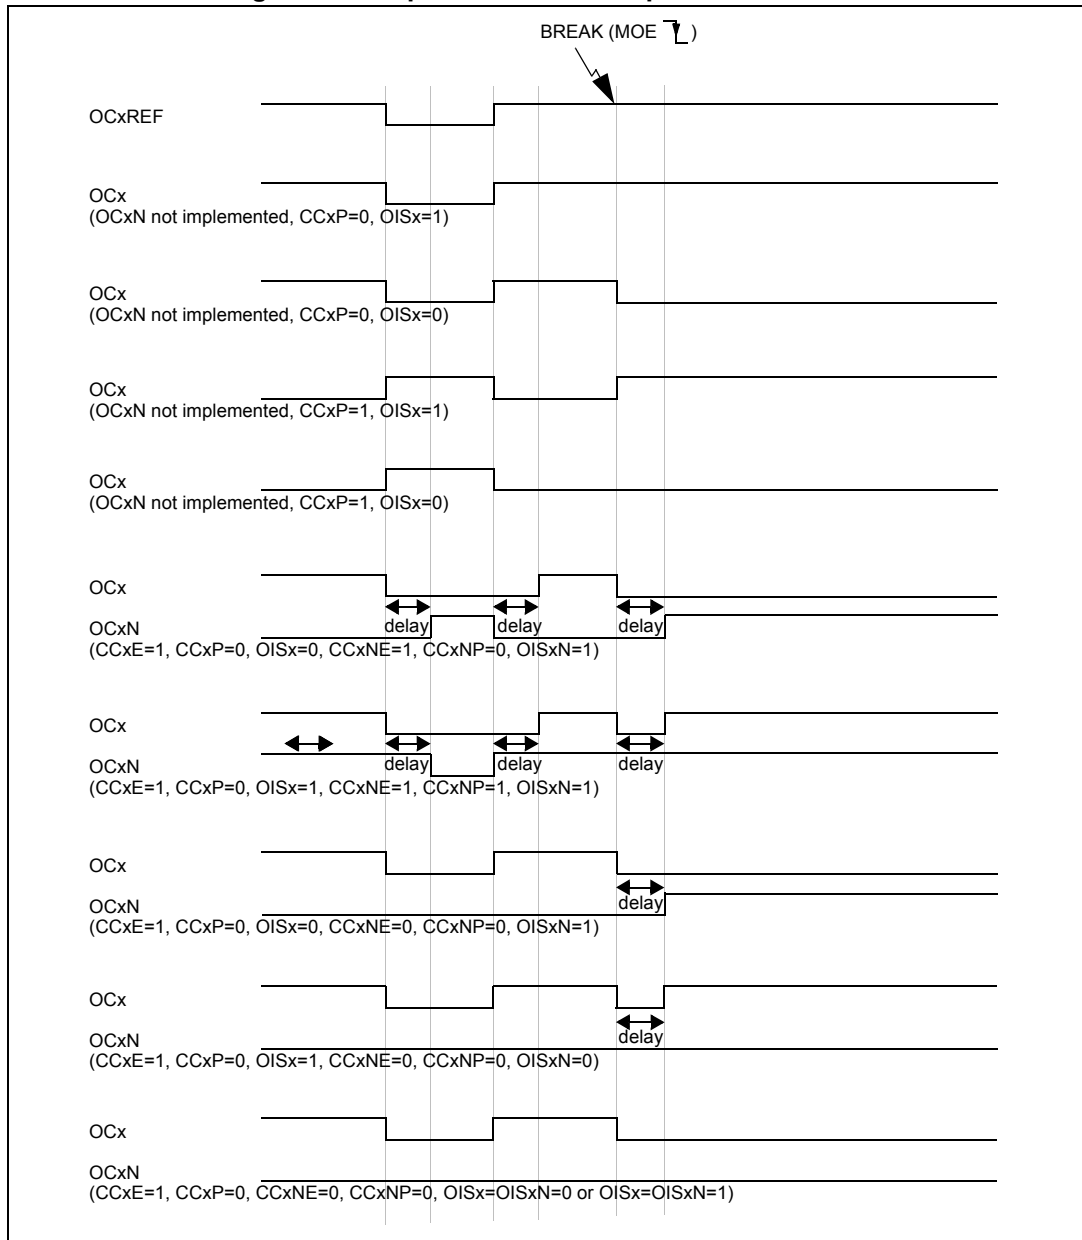 BREAK (MOE )
OCxREF
OCx
(OCxN not implemented, CCxP=0, OISx=1)
OCx
(OCxN not implemented, CCxP=0, OISx=0)
OCx
(OCxN not implemented, CCxP=1, OISx=1)
OCx
(OCxN not implemented, CCxP=1, OISx=0)
OCx
delay delay delay
OCxN
(CCxE=1, CCxP=0, OISx=0, CCxNE=1, CCxNP=0, OISxN=1)
OCx
delay delay delay
OCxN
(CCxE=1, CCxP=0, OISx=1, CCxNE=1, CCxNP=1, OISxN=1)
OCx
delay
OCxN
(CCxE=1, CCxP=0, OISx=0, CCxNE=0, CCxNP=0, OISxN=1)
OCx
delay
OCxN
(CCxE=1, CCxP=0, OISx=1, CCxNE=0, CCxNP=0, OISxN=0)
OCx
OCxN
(CCxE=1, CCxP=0, CCxNE=0, CCxNP=0, OISx=OISxN=0 or OISx=OISxN=1)